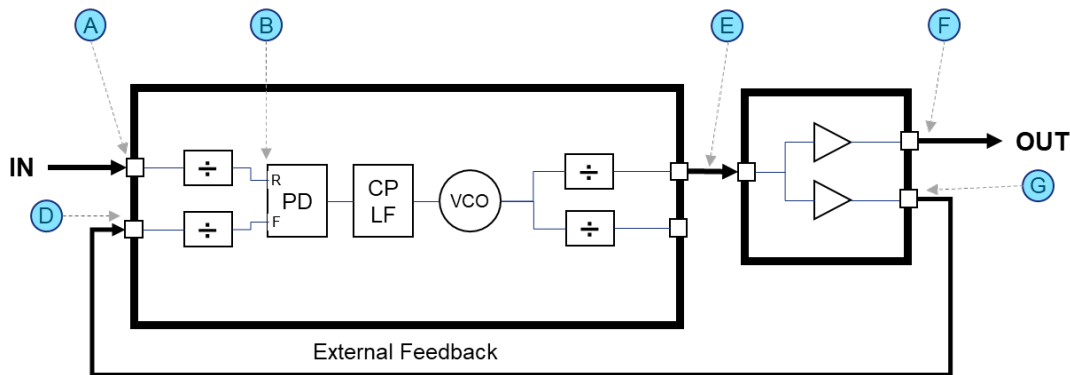 A
B
E
F
IN
÷
R
PD
F
÷
CP
LF
VCO
÷
÷
OUT
D
G
External Feedback